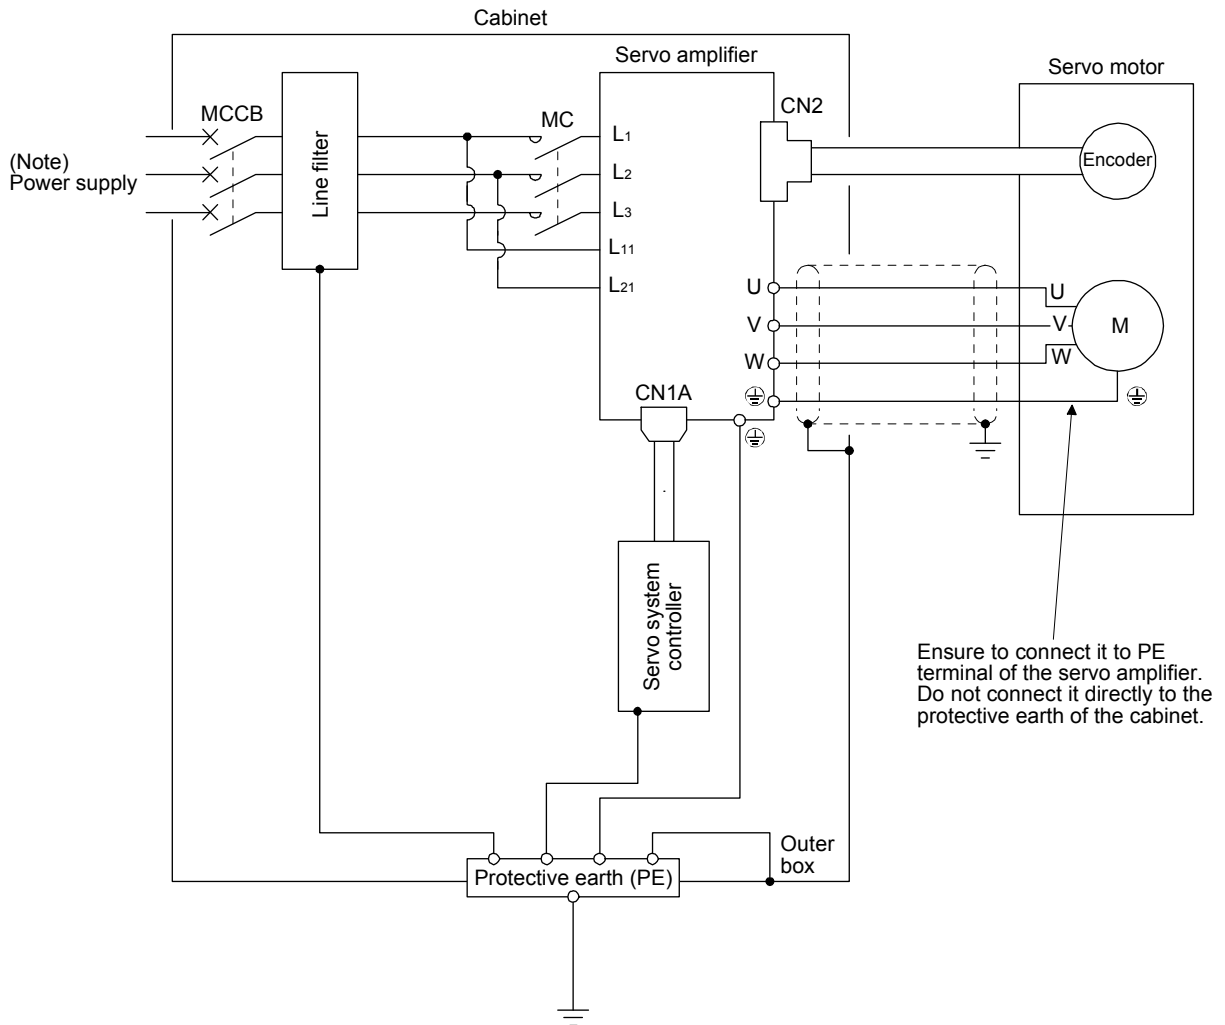 Cabinet
Servo amplifier
Servo motor
MCCB
MC
CN2
L1
(Note)
Power supply
Line filter
L2
Encoder
L3
L11
L21
U
U
V
V
M
W
W
CN1A
Servo system
controller
Ensure to connect it to PE
terminal of the servo amplifier.
Do not connect it directly to the
protective earth of the cabinet.
Outer
box
Protective earth (PE)